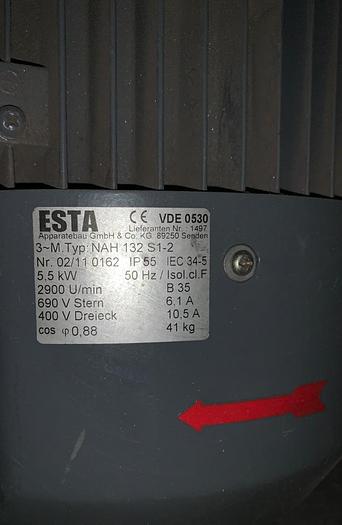 ESTA CE VDE 0530
Lieferanten Nr.: 1497
Apparatebau GmbH & Co. KG. 89250 Senden
3~M.Typ: NAH 132 S1-2
Nr. 02/11 0162 IP 55 IEC 34-5
5,5 kW 50 Hz / Isol.cl.F
2900 U/min B 35
690 V Stern 6,1 A
400 V Dreieck 10,5 A
cos φ 0,88 41 kg